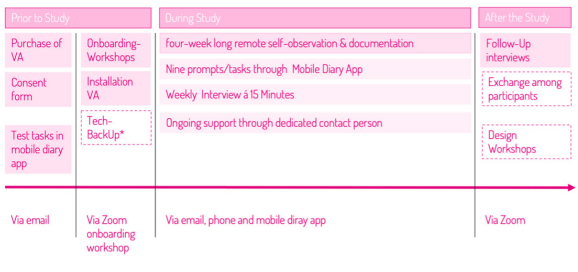 Prior to Study
During Study
After the Study
Purchase of
VA
Consent
form
Test tasks in
mobile diary
app
Onboarding-
Workshops
Installation
VA
Tech-
BackUp*
four-week long remote self-observation & documentation
Nine prompts/tasks through Mobile Diary App
Weekly Interview á 15 Minutes
Ongoing support through dedicated contact person
Follow-Up
interviews
Exchange among
participants
Design
Workshops
Via email
Via Zoom
onboarding
workshop
Via email, phone and mobile diray app
Via Zoom